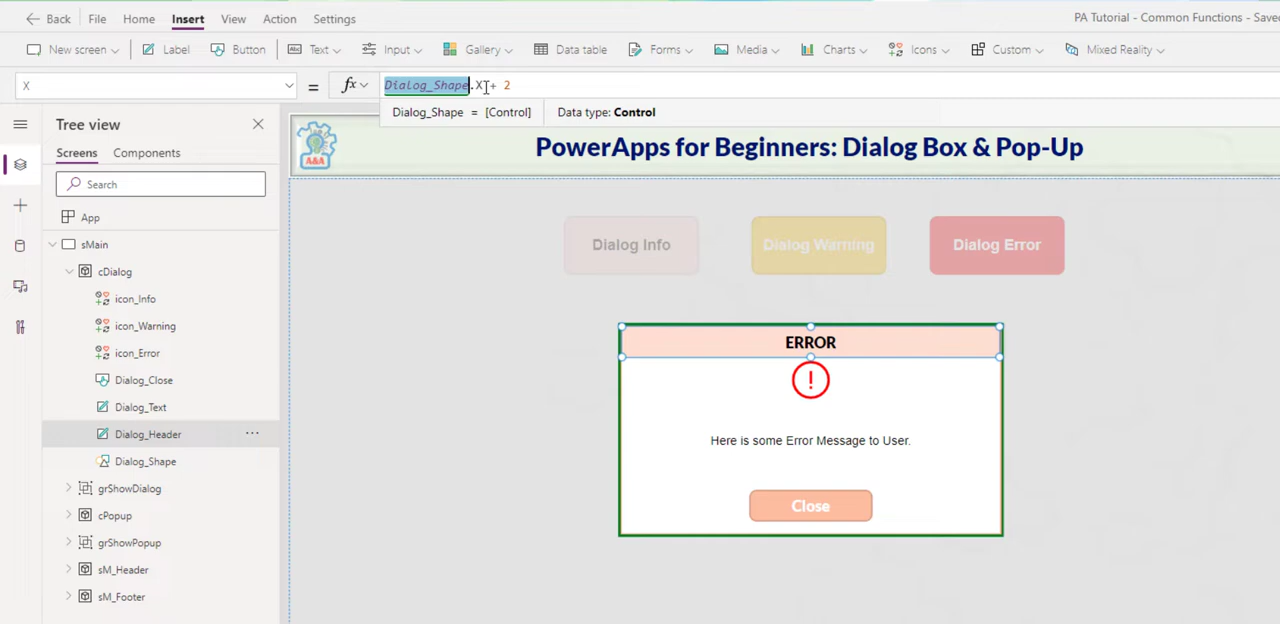 Back File Home Insert View Action Settings PA Tutorial - Common Functions - Save
New screen Label Button Text Input Gallery Data table Forms Media Charts Icons Custom Mixed Reality
X = fx Dialog_Shape.X + 2
Dialog_Shape = [Control] Data type: Control
Tree view
Screens Components
Search
App
sMain
cDialog
icon_Info
icon_Warning
icon_Error
Dialog_Close
Dialog_Text
Dialog_Header ...
Dialog_Shape
grShowDialog
cPopup
grShowPopup
sM_Header
sM_Footer
A&A
PowerApps for Beginners: Dialog Box & Pop-Up
Dialog Info Dialog Warning Dialog Error
ERROR
!
Here is some Error Message to User.
Close